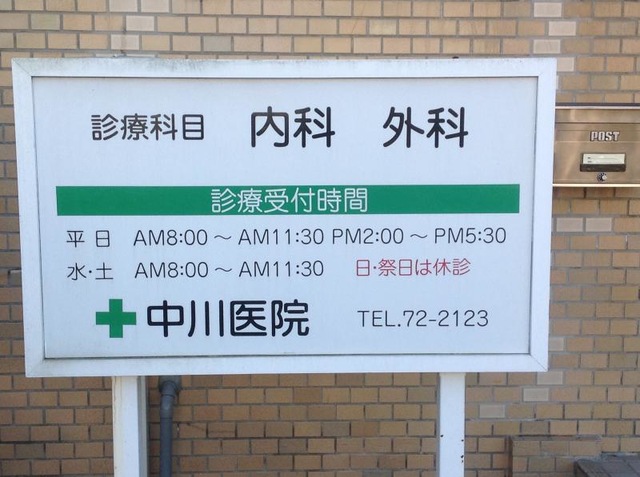 診療科目 内科 外科
診療受付時間
平日 AM8:00～AM11:30 PM2:00～PM5:30
水・土 AM8:00～AM11:30 日・祭日は休診
中川医院 TEL.72-2123
POST